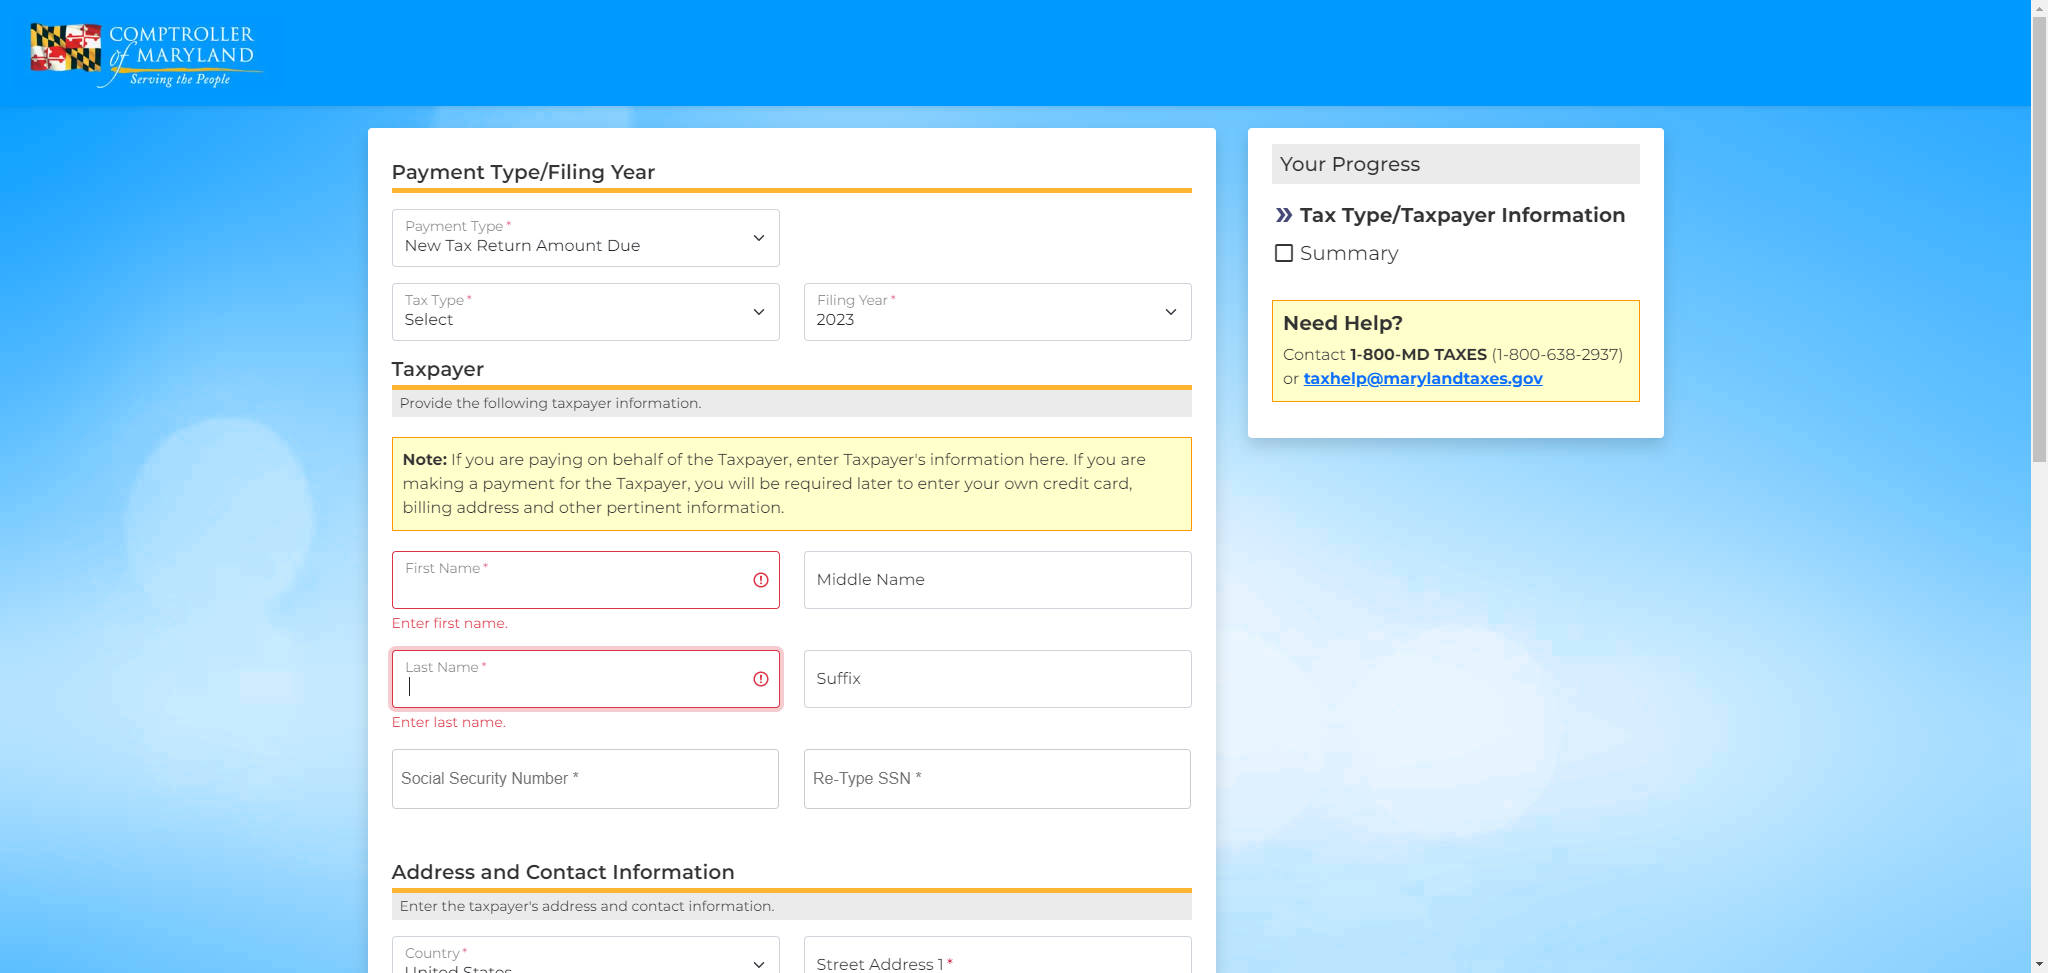 COMPTROLLER
of MARYLAND
Serving the People
Payment Type/Filing Year
Payment Type *
New Tax Return Amount Due
Tax Type *
Select
Filing Year *
2023
Taxpayer
Provide the following taxpayer information.
Note: If you are paying on behalf of the Taxpayer, enter Taxpayer's information here. If you are
making a payment for the Taxpayer, you will be required later to enter your own credit card,
billing address and other pertinent information.
First Name *
Middle Name
Enter first name.
Last Name *
Suffix
Enter last name.
Social Security Number *
Re-Type SSN *
Address and Contact Information
Enter the taxpayer's address and contact information.
Country *
United States
Street Address 1 *
Your Progress
» Tax Type/Taxpayer Information
Summary
Need Help?
Contact 1-800-MD TAXES (1-800-638-2937)
or taxhelp@marylandtaxes.gov